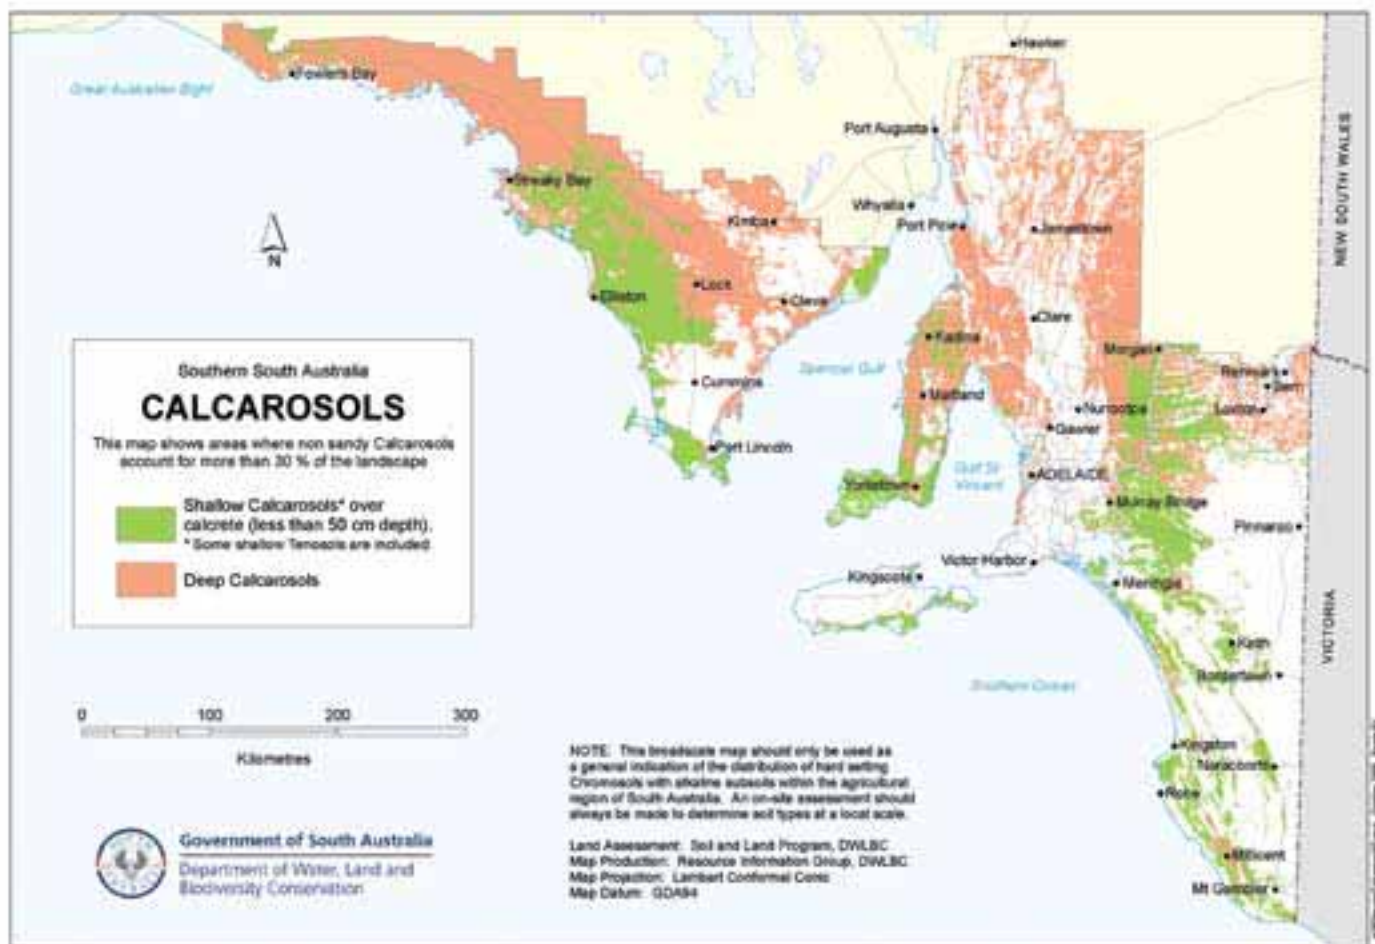 Hawker
Fowlers Bay
Great Australian Bight
Port Augusta
NEW SOUTH WALES
Streaky Bay
Whyalla
Kimba
Port Pirie
Jamestown
N
Elliston
Lock
Cleve
Clare
Kadina
Morgan
Renmark
Spencer Gulf
Berri
Cummins
Maitland
Nuriootpa
Loxton
Gawler
Port Lincoln
Gulf St
Vincent
ADELAIDE
Yorketown
Murray Bridge
Pinnaroo
Victor Harbor
Kingscote
Meningie
VICTORIA
Keith
Bordertown
Southern Ocean
Kingston
Naracoorte
Robe
Millicent
Mt Gambier
Southern South Australia
CALCAROSOLS
This map shows areas where non sandy Calcarosols
account for more than 30 % of the landscape
Shallow Calcarosols* over
calcrete (less than 50 cm depth).
* Some shallow Tenosols are included
Deep Calcarosols
0 100 200 300
Kilometres
NOTE: This broadscale map should only be used as
a general indication of the distribution of hard setting
Chromosols with alkaline subsoils within the agricultural
region of South Australia. An on-site assessment should
always be made to determine soil types at a local scale.
Land Assessment: Soil and Land Program, DWLBC
Map Production: Resource Information Group, DWLBC
Map Projection: Lambert Conformal Conic
Map Datum: GDA94
Government of South Australia
Department of Water, Land and
Biodiversity Conservation